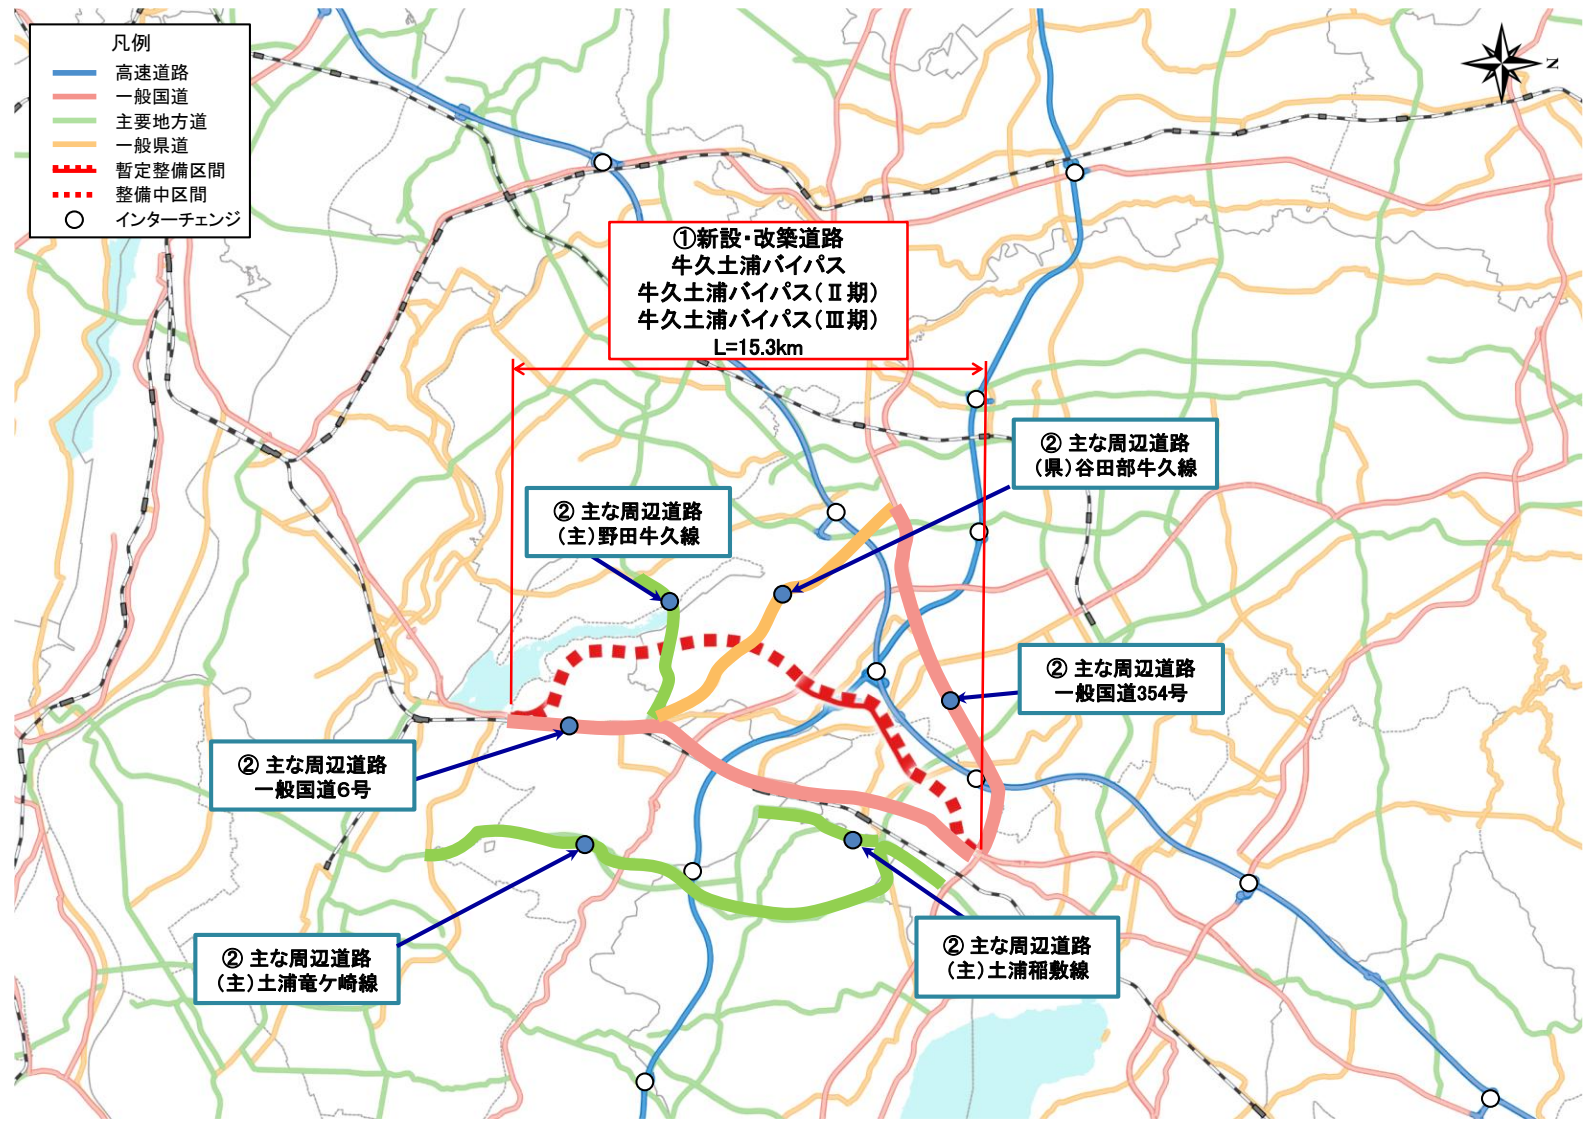 凡例
高速道路
一般国道
主要地方道
一般県道
暫定整備区間
整備中区間
インターチェンジ
N
①新設・改築道路
牛久土浦バイパス
牛久土浦バイパス（Ⅱ期）
牛久土浦バイパス（Ⅲ期）
L=15.3km
② 主な周辺道路
（県）谷田部牛久線
② 主な周辺道路
（主）野田牛久線
② 主な周辺道路
一般国道354号
② 主な周辺道路
一般国道6号
② 主な周辺道路
（主）土浦竜ケ崎線
② 主な周辺道路
（主）土浦稲敷線